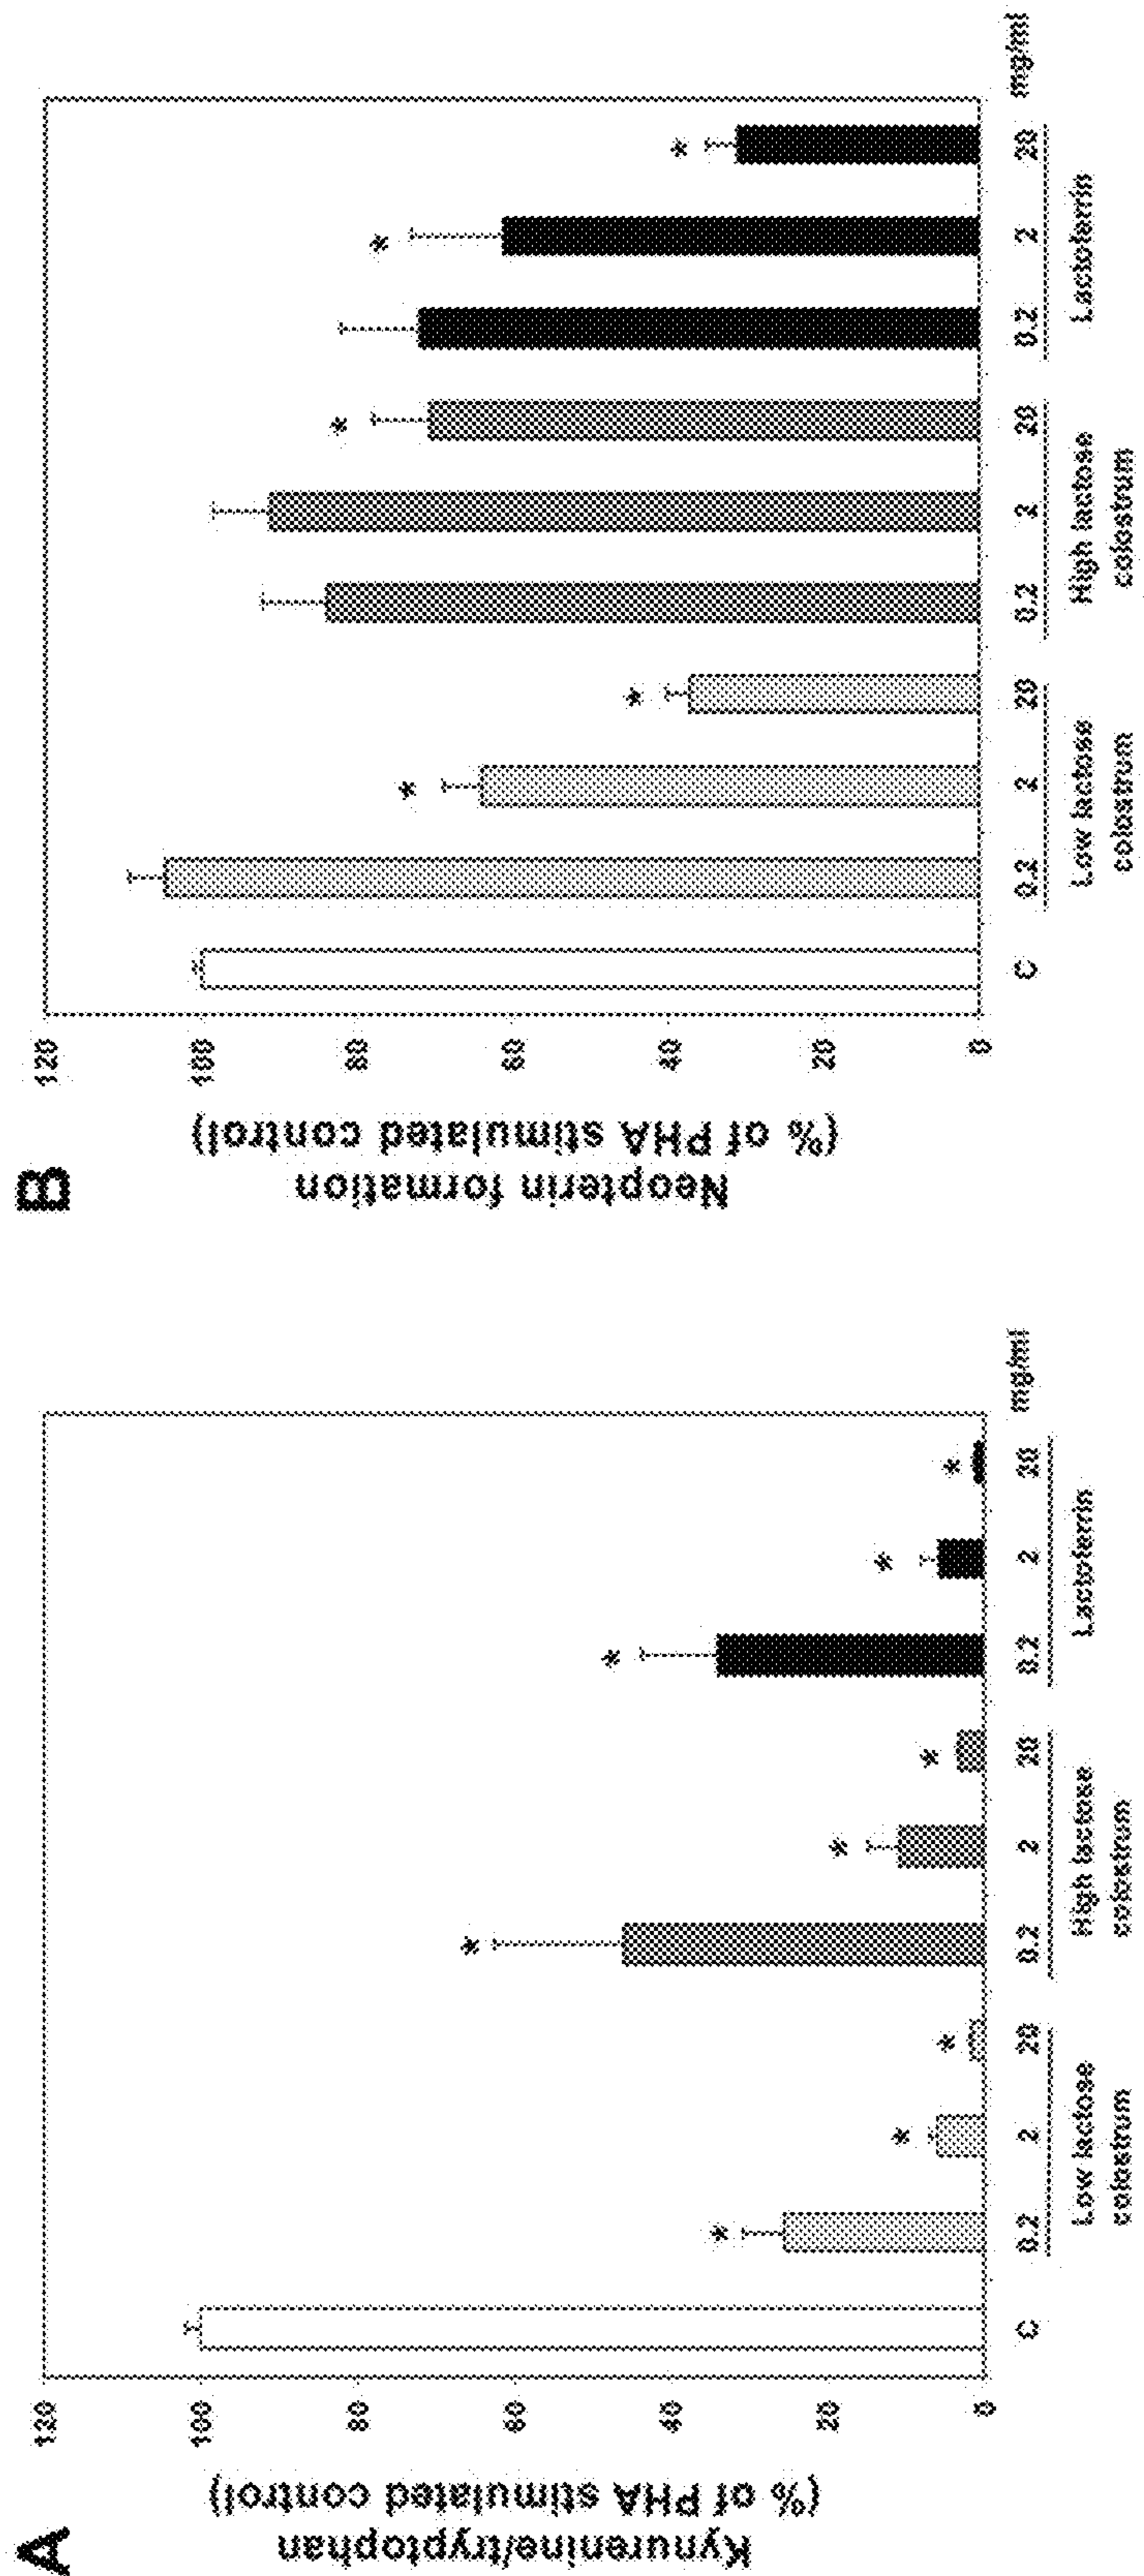 A
Kynurenine/tryptophan
(% of PHA stimulated control)
120
100
80
60
40
20
0
C 0.2 2 20 0.2 2 20 0.2 2 20 mg/ml
Low lactose
colostrum
High lactose
colostrum
Lactoferrin
* * * * * * * * *
B
Neopterin formation
(% of PHA stimulated control)
120
100
80
60
40
20
0
C 0.2 2 20 0.2 2 20 0.2 2 20 mg/ml
Low lactose
colostrum
High lactose
colostrum
Lactoferrin
* * * * *